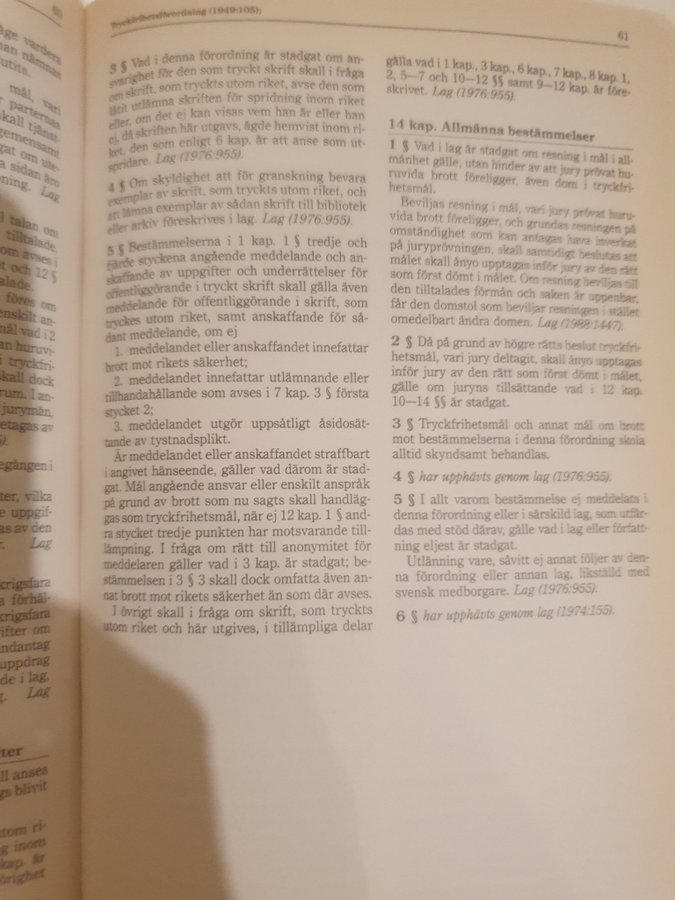 Tryckfrihetsförordning (1949:105);
61
3 § Vad i denna förordning är stadgat om an-
svarighet för den som tryckt skrift skall i fråga
om skrift, som tryckts utom riket, avse den som
låtit utlämna skriften för spridning inom riket
eller, om det ej kan visas vem han är eller han
ej, då skriften här utgavs, ägde hemvist inom ri-
ket, den som enligt 6 kap. är att anse som ut-
spridare. Lag (1976:955).
4 § Om skyldighet att för granskning bevara
exemplar av skrift, som tryckts utom riket, och
att lämna exemplar av sådan skrift till bibliotek
eller arkiv föreskrives i lag. Lag (1976:955).
5 § Bestämmelserna i 1 kap. 1 § tredje och
fjärde styckena angående meddelande och an-
skaffande av uppgifter och underrättelser för
offentliggörande i tryckt skrift skall gälla även
meddelande för offentliggörande i skrift, som
tryckes utom riket, samt anskaffande för så-
dant meddelande, om ej
1. meddelandet eller anskaffandet innefattar
brott mot rikets säkerhet;
2. meddelandet innefattar utlämnande eller
tillhandahållande som avses i 7 kap. 3 § första
stycket 2;
3. meddelandet utgör uppsåtligt åsidosät-
tande av tystnadsplikt.
Är meddelandet eller anskaffandet straffbart
i angivet hänseende, gäller vad därom är stad-
gat. Mål angående ansvar eller enskilt anspråk
på grund av brott som nu sagts skall handläg-
gas som tryckfrihetsmål, när ej 12 kap. 1 § and-
ra stycket tredje punkten har motsvarande till-
lämpning. I fråga om rätt till anonymitet för
meddelaren gäller vad i 3 kap. är stadgat; be-
stämmelsen i 3 § 3 skall dock omfatta även an-
nat brott mot rikets säkerhet än som där avses.
I övrigt skall i fråga om skrift, som tryckts
utom riket och här utgives, i tillämpliga delar
gälla vad i 1 kap., 3 kap., 6 kap., 7 kap., 8 kap. 1,
2, 5–7 och 10–12 §§ samt 9–12 kap. är före-
skrivet. Lag (1976:955).
14 kap. Allmänna bestämmelser
1 § Vad i lag är stadgat om resning i mål i all-
mänhet gälle, utan hinder av att jury prövat hu-
ruvida brott föreligger, även dom i tryckfri-
hetsmål.
Beviljas resning i mål, vari jury prövat huru-
vida brott föreligger, och grundas resningen på
omständighet som kan antagas hava inverkat
på juryprövningen, skall samtidigt beslutas att
målet skall ånyo upptagas inför jury av den rätt
som först dömt i målet. Om resning beviljas till
den tilltalades förmån och saken är uppenbar,
får den domstol som beviljar resningen i stället
omedelbart ändra domen. Lag (1988:1447).
2 § Då på grund av högre rätts beslut tryckfri-
hetsmål, vari jury deltagit, skall ånyo upptagas
inför jury av den rätt som först dömt i målet,
gälle om juryns tillsättande vad i 12 kap.
10–14 §§ är stadgat.
3 § Tryckfrihetsmål och annat mål om brott
mot bestämmelserna i denna förordning skola
alltid skyndsamt behandlas.
4 § har upphävts genom lag (1976:955).
5 § I allt varom bestämmelse ej meddelats i
denna förordning eller i särskild lag, som utfär-
das med stöd därav, gälle vad i lag eller författ-
ning eljest är stadgat.
Utlänning vare, såvitt ej annat följer av den-
na förordning eller annan lag, likställd med
svensk medborgare. Lag (1976:955).
6 § har upphävts genom lag (1974:155).